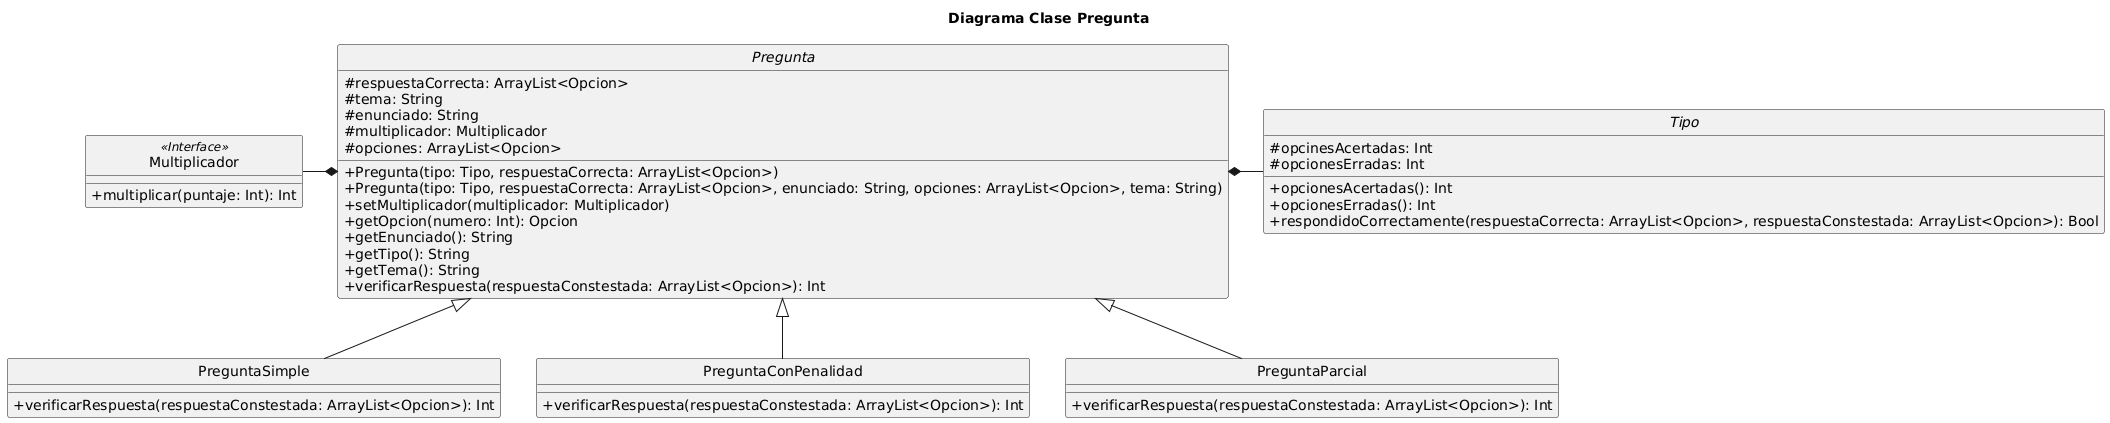 Diagrama Clase Pregunta
Pregunta
#respuestaCorrecta: ArrayList<Opcion>
#tema: String
#enunciado: String
#multiplicador: Multiplicador
#opciones: ArrayList<Opcion>
+Pregunta(tipo: Tipo, respuestaCorrecta: ArrayList<Opcion>)
+Pregunta(tipo: Tipo, respuestaCorrecta: ArrayList<Opcion>, enunciado: String, opciones: ArrayList<Opcion>, tema: String)
+setMultiplicador(multiplicador: Multiplicador)
+getOpcion(numero: Int): Opcion
+getEnunciado(): String
+getTipo(): String
+getTema(): String
+verificarRespuesta(respuestaConstestada: ArrayList<Opcion>): Int
«Interface»
Multiplicador
+multiplicar(puntaje: Int): Int
Tipo
#opcinesAcertadas: Int
#opcionesErradas: Int
+opcionesAcertadas(): Int
+opcionesErradas(): Int
+respondidoCorrectamente(respuestaCorrecta: ArrayList<Opcion>, respuestaConstestada: ArrayList<Opcion>): Bool
PreguntaSimple
+verificarRespuesta(respuestaConstestada: ArrayList<Opcion>): Int
PreguntaConPenalidad
+verificarRespuesta(respuestaConstestada: ArrayList<Opcion>): Int
PreguntaParcial
+verificarRespuesta(respuestaConstestada: ArrayList<Opcion>): Int